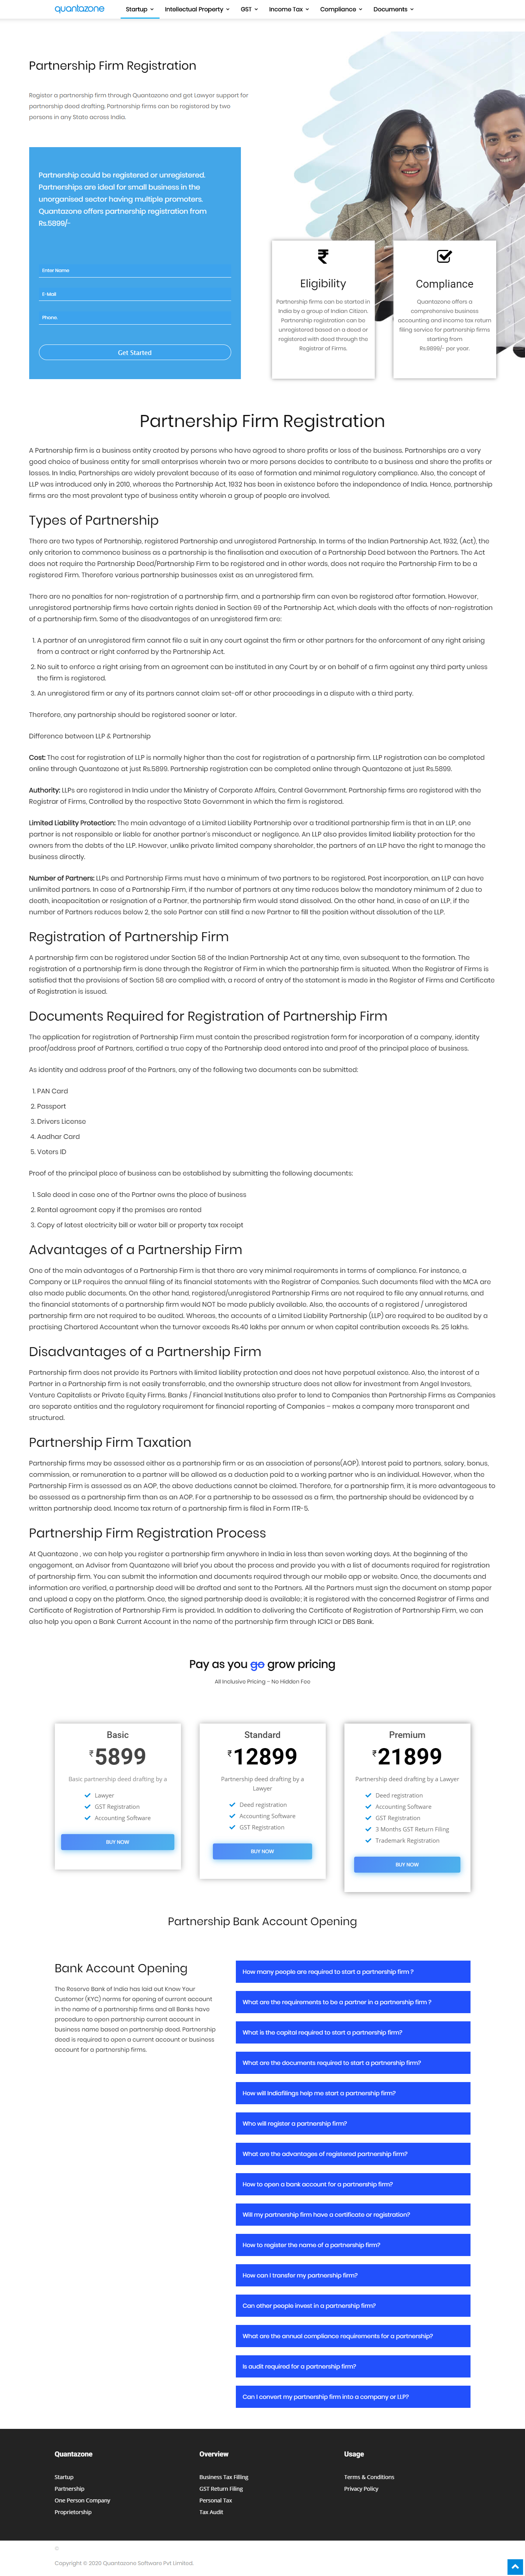 quantazone
Startup
Intellectual Property
GST
Income Tax
Compliance
Documents
Partnership Firm Registration
Register a partnership firm through Quantazone and get Lawyer support for
partnership deed drafting. Partnership firms can be registered by two
persons in any State across India.
Partnership could be registered or unregistered.
Partnerships are ideal for small business in the
unorganised sector having multiple promoters.
Quantazone offers partnership registration from
Rs.5899/-
Enter Name
E-Mail
Phone
Get Started
Eligibility
Partnership firms can be started in
India by a group of Indian Citizen.
Partnership registration can be
unregistered based on a deed or
registered with deed through the
Registrar of Firms.
Compliance
Quantazone offers a
comprehensive business
accounting and income tax return
filing service for partnership firms
starting from
Rs.9899/- per year.
Partnership Firm Registration
A Partnership firm is a business entity created by persons who have agreed to share profits or loss of the business. Partnerships are a very
good choice of business entity for small enterprises wherein two or more persons decides to contribute to a business and share the profits or
losses. In India, Partnerships are widely prevalent because of its ease of formation and minimal regulatory compliance. Also, the concept of
LLP was introduced only in 2010, whereas the Partnership Act, 1932 has been in existence before the independence of India. Hence, partnership
firms are the most prevalent type of business entity wherein a group of people are involved.
Types of Partnership
There are two types of Partnership, registered Partnership and unregistered Partnership. In terms of the Indian Partnership Act, 1932, (Act), the
only criterion to commence business as a partnership is the finalisation and execution of a Partnership Deed between the Partners. The Act
does not require the Partnership Deed/Partnership Firm to be registered and in other words, does not require the Partnership Firm to be a
registered Firm. Therefore various partnership businesses exist as an unregistered firm.
There are no penalties for non-registration of a partnership firm, and a partnership firm can even be registered after formation. However,
unregistered partnership firms have certain rights denied in Section 69 of the Partnership Act, which deals with the effects of non-registration
of a partnership firm. Some of the disadvantages of an unregistered firm are:
1. A partner of an unregistered firm cannot file a suit in any court against the firm or other partners for the enforcement of any right arising
from a contract or right conferred by the Partnership Act.
2. No suit to enforce a right arising from an agreement can be instituted in any Court by or on behalf of a firm against any third party unless
the firm is registered.
3. An unregistered firm or any of its partners cannot claim set-off or other proceedings in a dispute with a third party.
Therefore, any partnership should be registered sooner or later.
Difference between LLP & Partnership
Cost: The cost for registration of LLP is normally higher than the cost for registration of a partnership firm. LLP registration can be completed
online through Quantazone at just Rs.5899. Partnership registration can be completed online through Quantazone at just Rs.5899.
Authority: LLPs are registered in India under the Ministry of Corporate Affairs, Central Government. Partnership firms are registered with the
Registrar of Firms, Controlled by the respective State Government in which the firm is registered.
Limited Liability Protection: The main advantage of a Limited Liability Partnership over a traditional partnership firm is that in an LLP, one
partner is not responsible or liable for another partner's misconduct or negligence. An LLP also provides limited liability protection for the
owners from the debts of the LLP. However, unlike private limited company shareholder, the partners of an LLP have the right to manage the
business directly.
Number of Partners: LLPs and Partnership Firms must have a minimum of two partners to be registered. Post incorporation, an LLP can have
unlimited partners. In case of a Partnership Firm, if the number of partners at any time reduces below the mandatory minimum of 2 due to
death, incapacitation or resignation of a Partner, the partnership firm would stand dissolved. On the other hand, in case of an LLP, if the
number of Partners reduces below 2, the sole Partner can still find a new Partner to fill the position without dissolution of the LLP.
Registration of Partnership Firm
A partnership firm can be registered under Section 58 of the Indian Partnership Act at any time, even subsequent to the formation. The
registration of a partnership firm is done through the Registrar of Firm in which the partnership firm is situated. When the Registrar of Firms is
satisfied that the provisions of Section 58 are complied with, a record of entry of the statement is made in the Register of Firms and Certificate
of Registration is issued.
Documents Required for Registration of Partnership Firm
The application for registration of Partnership Firm must contain the prescribed registration form for incorporation of a company, identity
proof/address proof of Partners, certified a true copy of the Partnership deed entered into and proof of the principal place of business.
As identity and address proof of the Partners, any of the following two documents can be submitted:
1. PAN Card
2. Passport
3. Drivers License
4. Aadhar Card
5. Voters ID
Proof of the principal place of business can be established by submitting the following documents:
1. Sale deed in case one of the Partner owns the place of business
2. Rental agreement copy if the premises are rented
3. Copy of latest electricity bill or water bill or property tax receipt
Advantages of a Partnership Firm
One of the main advantages of a Partnership Firm is that there are very minimal requirements in terms of compliance. For instance, a
Company or LLP requires the annual filing of its financial statements with the Registrar of Companies. Such documents filed with the MCA are
also made public documents. On the other hand, registered/unregistered Partnership Firms are not required to file any annual returns, and
the financial statements of a partnership firm would NOT be made publicly available. Also, the accounts of a registered / unregistered
partnership firm are not required to be audited. Whereas, the accounts of a Limited Liability Partnership (LLP) are required to be audited by a
practising Chartered Accountant when the turnover exceeds Rs.40 lakhs per annum or when capital contribution exceeds Rs. 25 lakhs.
Disadvantages of a Partnership Firm
Partnership firm does not provide its Partners with limited liability protection and does not have perpetual existence. Also, the interest of a
Partner in a Partnership firm is not easily transferrable, and the ownership structure does not allow for investment from Angel Investors,
Venture Capitalists or Private Equity Firms. Banks / Financial Institutions also prefer to lend to Companies than Partnership Firms as Companies
are separate entities and the regulatory requirement for financial reporting of Companies – makes a company more transparent and
structured.
Partnership Firm Taxation
Partnership firms may be assessed either as a partnership firm or as an association of persons(AOP). Interest paid to partners, salary, bonus,
commission, or remuneration to a partner will be allowed as a deduction paid to a working partner who is an individual. However, when the
Partnership Firm is assessed as an AOP, the above deductions cannot be claimed. Therefore, for a partnership firm, it is more advantageous to
be assessed as a partnership firm than as an AOP. For a partnership to be assessed as a firm, the partnership should be evidenced by a
written partnership deed. Income tax return of a partnership firm is filed in Form ITR-5.
Partnership Firm Registration Process
At Quantazone , we can help you register a partnership firm anywhere in India in less than seven working days. At the beginning of the
engagement, an Advisor from Quantazone will brief you about the process and provide you with a list of documents required for registration
of partnership firm. You can submit the information and documents required through our mobile app or website. Once, the documents and
information are verified, a partnership deed will be drafted and sent to the Partners. All the Partners must sign the document on stamp paper
and upload a copy on the platform. Once, the signed partnership deed is available; it is registered with the concerned Registrar of Firms and
Certificate of Registration of Partnership Firm is provided. In addition to delivering the Certificate of Registration of Partnership Firm, we can
also help you open a Bank Current Account in the name of the partnership firm through ICICI or DBS Bank.
Pay as you go grow pricing
All Inclusive Pricing – No Hidden Fee
Basic
₹5899
Basic partnership deed drafting by a
Lawyer
GST Registration
Accounting Software
BUY NOW
Standard
₹12899
Partnership deed drafting by a
Lawyer
Deed registration
Accounting Software
GST Registration
BUY NOW
Premium
₹21899
Partnership deed drafting by a Lawyer
Deed registration
Accounting Software
GST Registration
3 Months GST Return Filing
Trademark Registration
BUY NOW
Partnership Bank Account Opening
Bank Account Opening
The Reserve Bank of India has laid out Know Your
Customer (KYC) norms for opening of current account
in the name of a partnership firms and all Banks have
procedure to open partnership current account in
business name based on partnership deed. Partnership
deed is required to open a current account or business
account for a partnership firms.
How many people are required to start a partnership firm ?
What are the requirements to be a partner in a partnership firm ?
What is the capital required to start a partnership firm?
What are the documents required to start a partnership firm?
How will Indiafilings help me start a partnership firm?
Who will register a partnership firm?
What are the advantages of registered partnership firm?
How to open a bank account for a partnership firm?
Will my partnership firm have a certificate or registration?
How to register the name of a partnership firm?
How can I transfer my partnership firm?
Can other people invest in a partnership firm?
What are the annual compliance requirements for a partnership?
Is audit required for a partnership firm?
Can I convert my partnership firm into a company or LLP?
Quantazone
Startup
Partnership
One Person Company
Proprietorship
Overview
Business Tax Filling
GST Return Filing
Personal Tax
Tax Audit
Usage
Terms & Conditions
Privacy Policy
Copyright © 2020 Quantazone Software Pvt Limited.